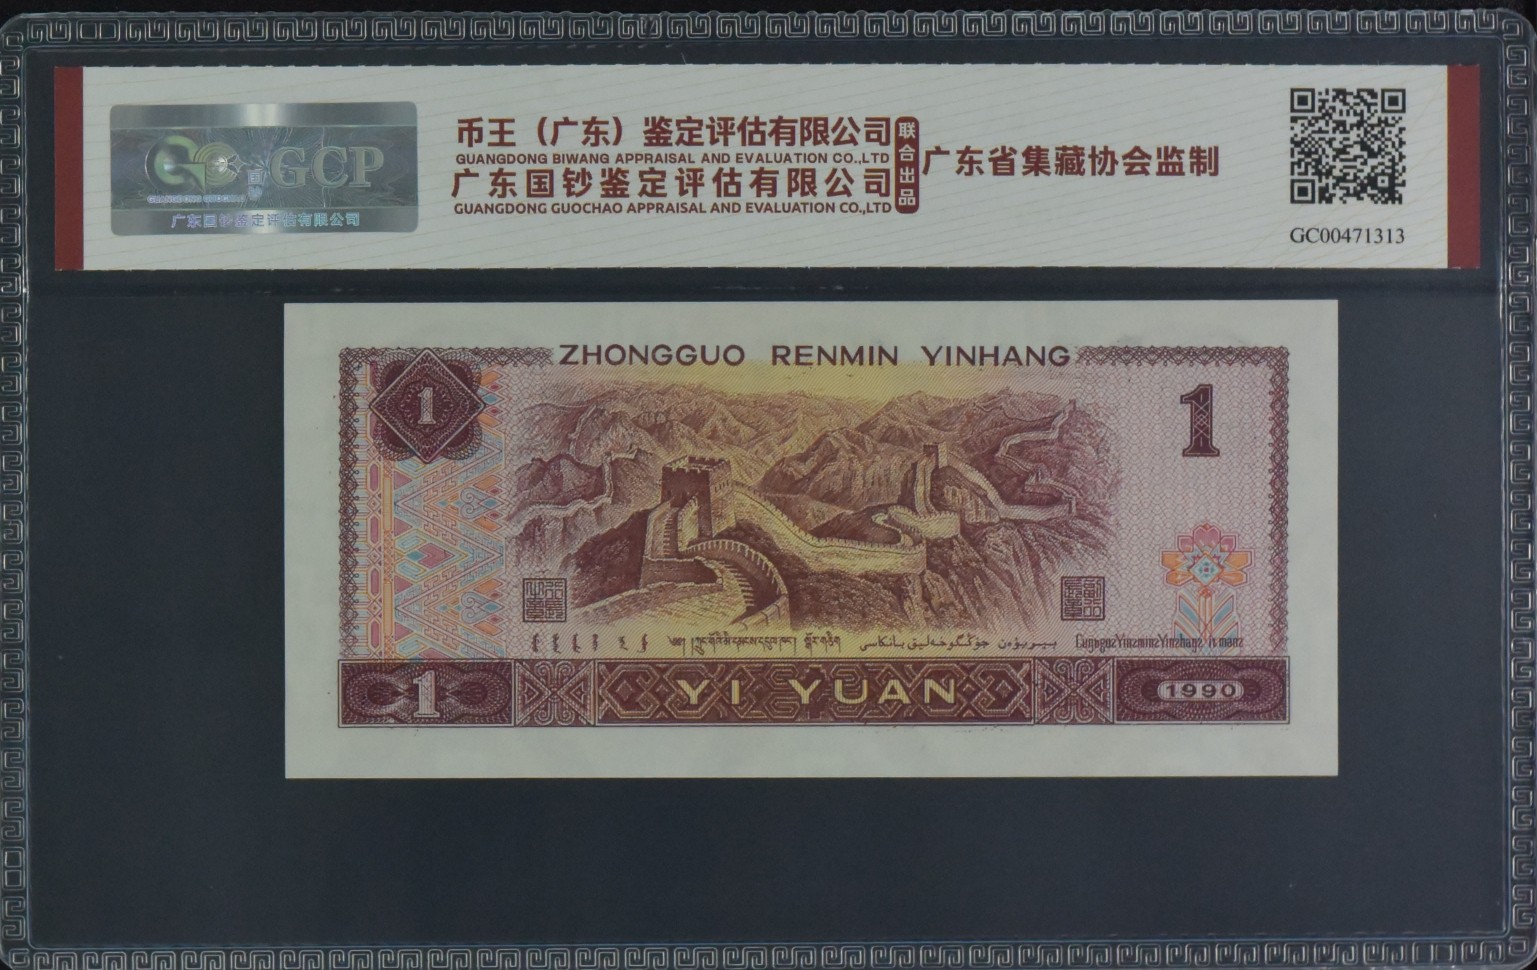 GCP
广东国钞鉴定评估有限公司
币王（广东）鉴定评估有限公司
GUANGDONG BIWANG APPRAISAL AND EVALUATION CO.,LTD
广东国钞鉴定评估有限公司
GUANGDONG GUOCHAO APPRAISAL AND EVALUATION CO.,LTD
联合出品
广东省集藏协会监制
GC00471313
ZHONGGUO RENMIN YINHANG
1
1
1
YI YUAN
1990